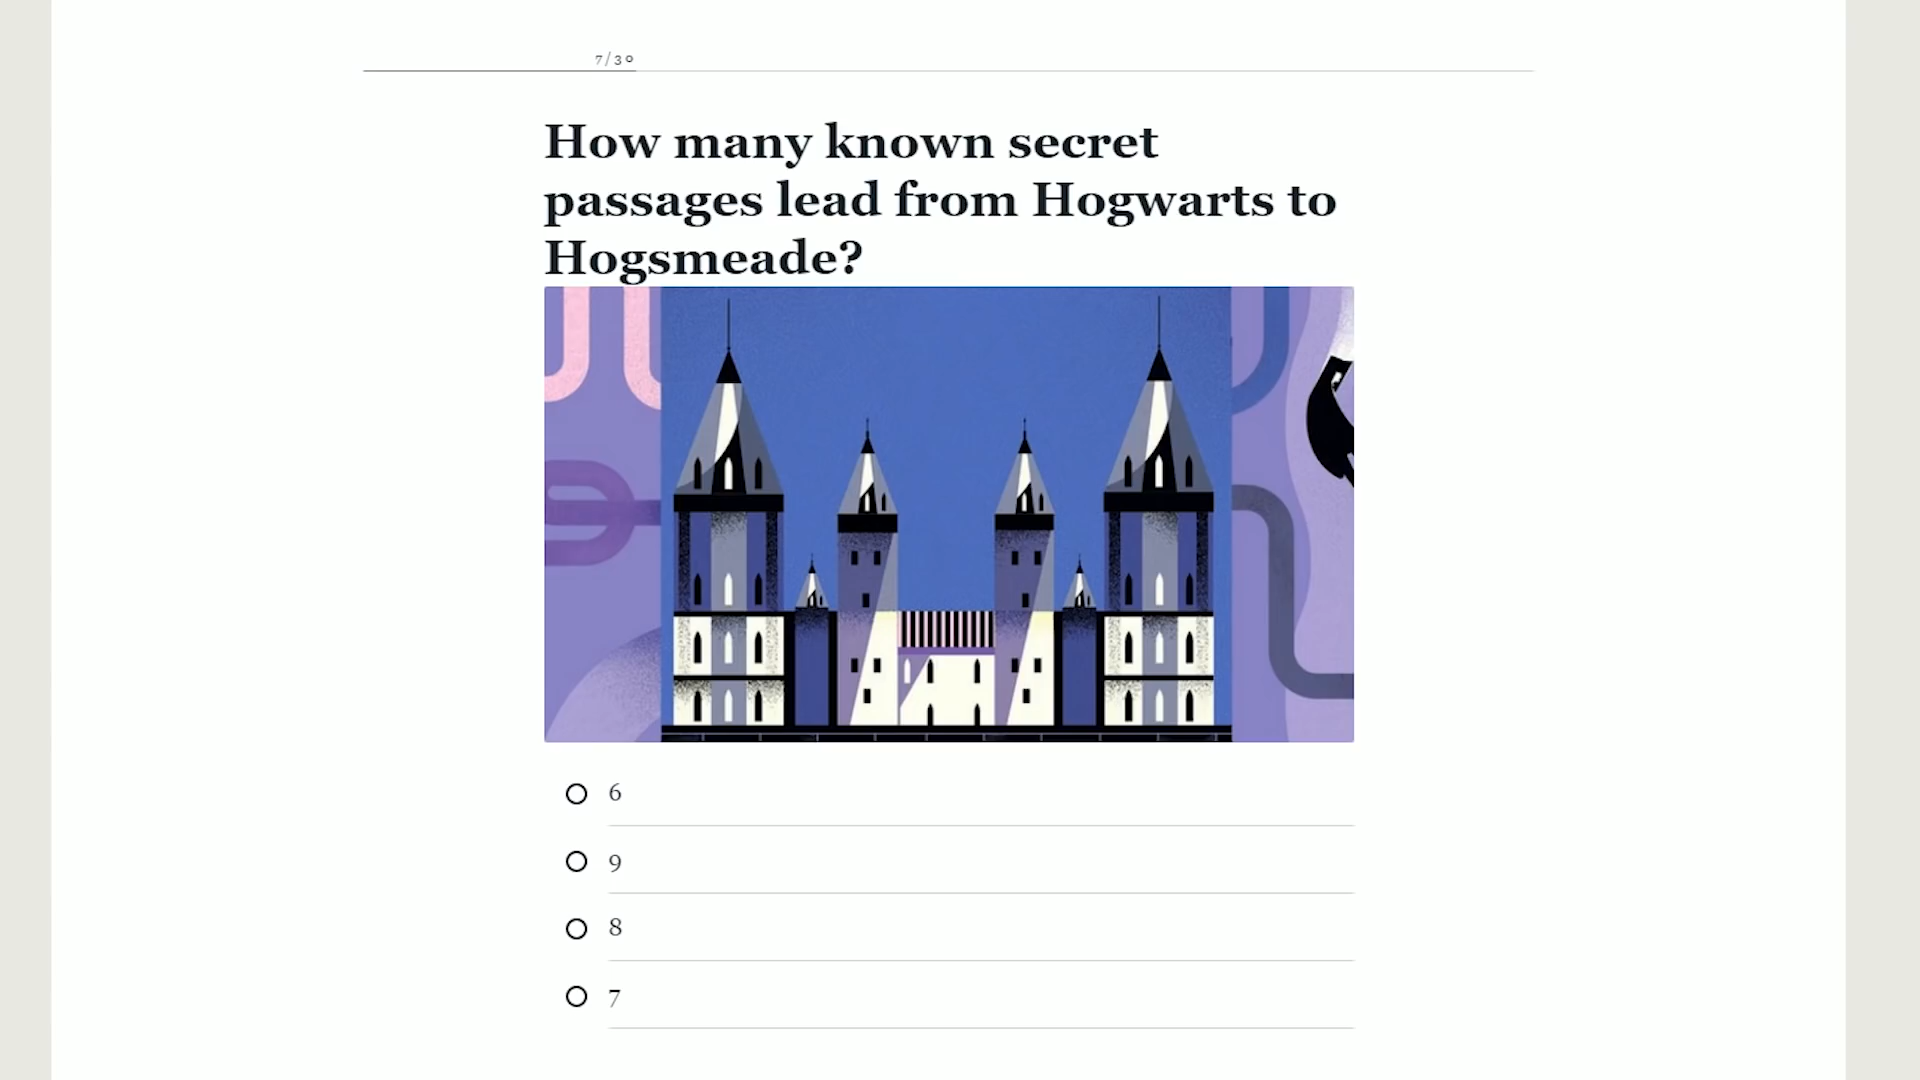 7/30
How many known secret
passages lead from Hogwarts to
Hogsmeade?
6
9
8
7